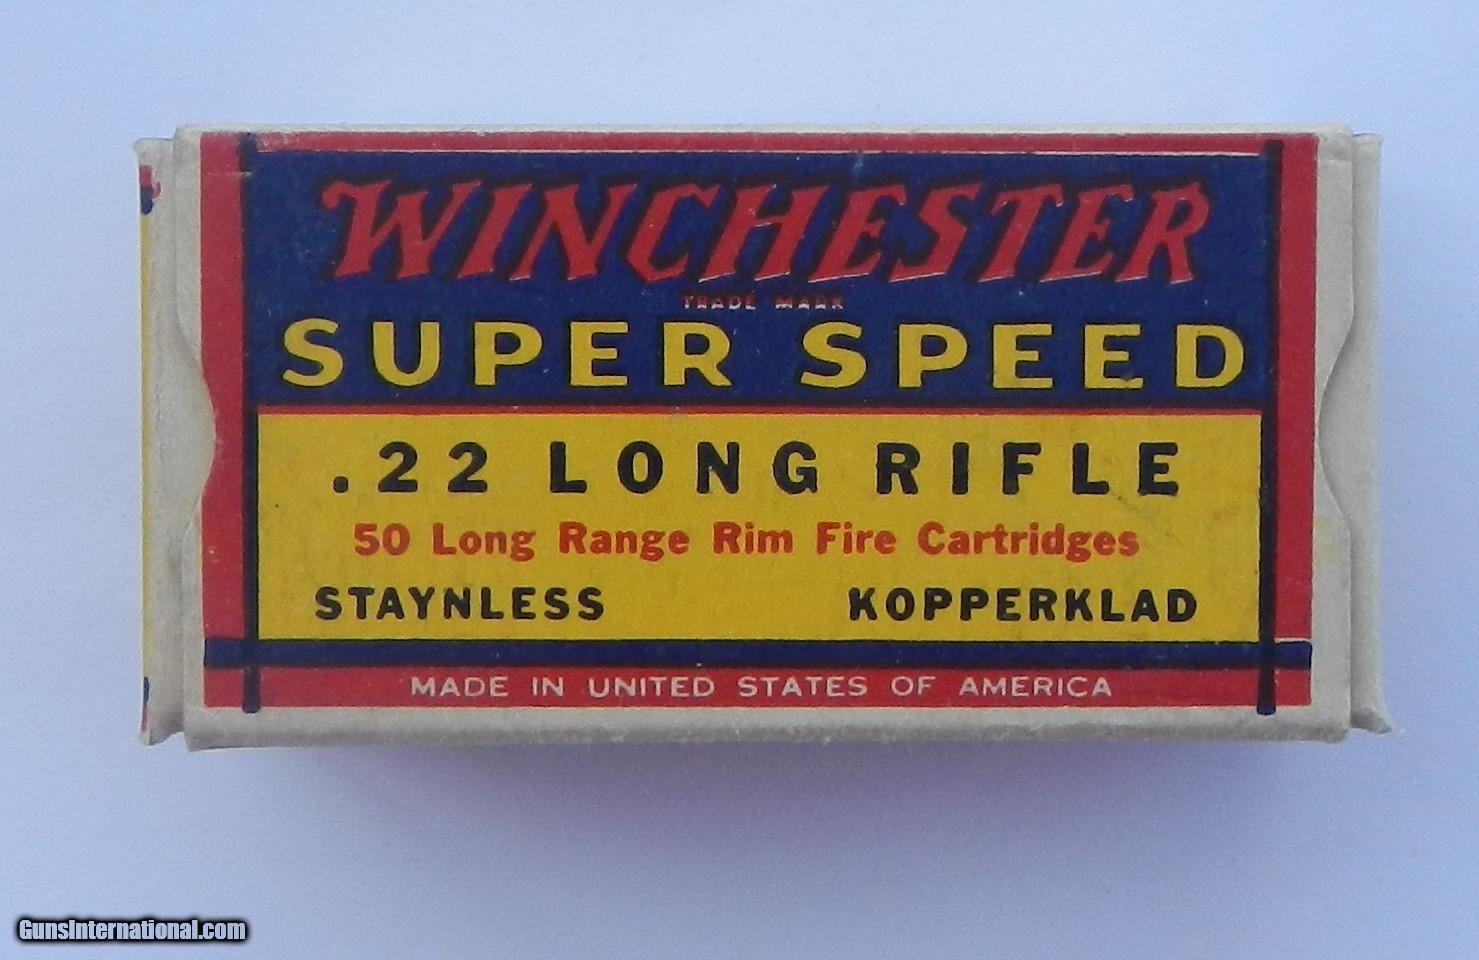 WINCHESTER
TRADE MARK
SUPER SPEED
.22 LONG RIFLE
50 Long Range Rim Fire Cartridges
STAYNLESS KOPPERKLAD
MADE IN UNITED STATES OF AMERICA
GunsInternational.com